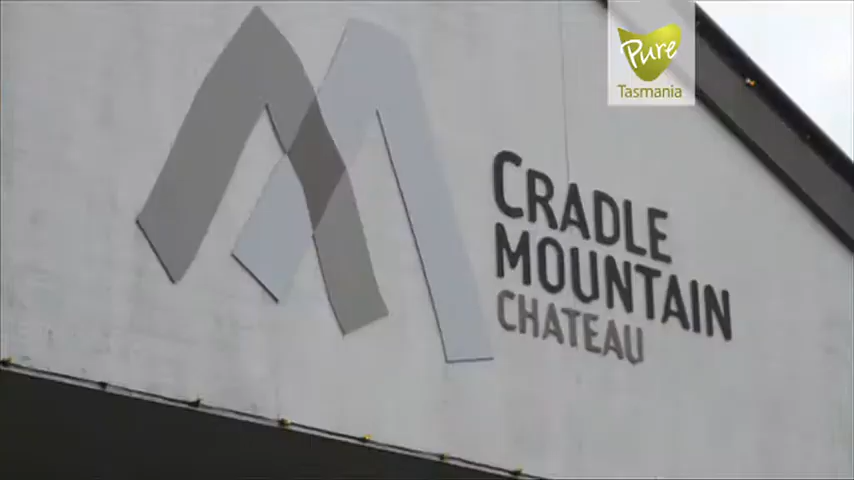 Pure
Tasmania
CRADLE
MOUNTAIN
CHATEAU